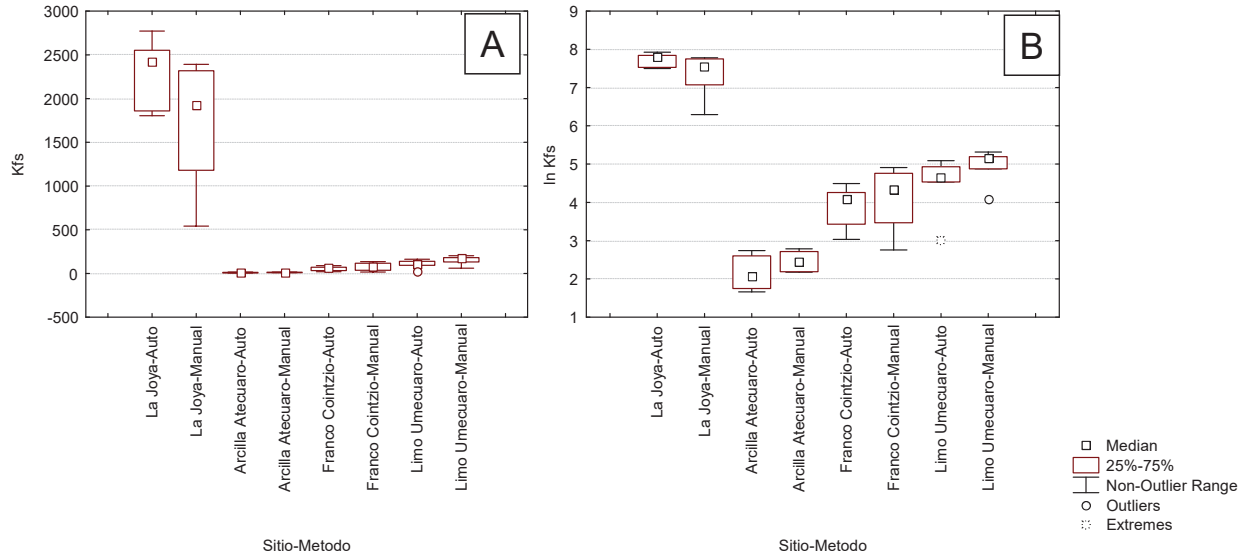 A
3000
2500
2000
1500
1000
500
0
-500
Kfs
La Joya-Auto
La Joya-Manual
Arcilla Atecuaro-Auto
Arcilla Atecuaro-Manual
Franco Cointzio-Auto
Franco Cointzio-Manual
Limo Umecuaro-Auto
Limo Umecuaro-Manual
Sitio-Metodo
B
9
8
7
6
5
4
3
2
1
ln Kfs
La Joya-Auto
La Joya-Manual
Arcilla Atecuaro-Auto
Arcilla Atecuaro-Manual
Franco Cointzio-Auto
Franco Cointzio-Manual
Limo Umecuaro-Auto
Limo Umecuaro-Manual
Sitio-Metodo
Median
25%-75%
Non-Outlier Range
Outliers
Extremes